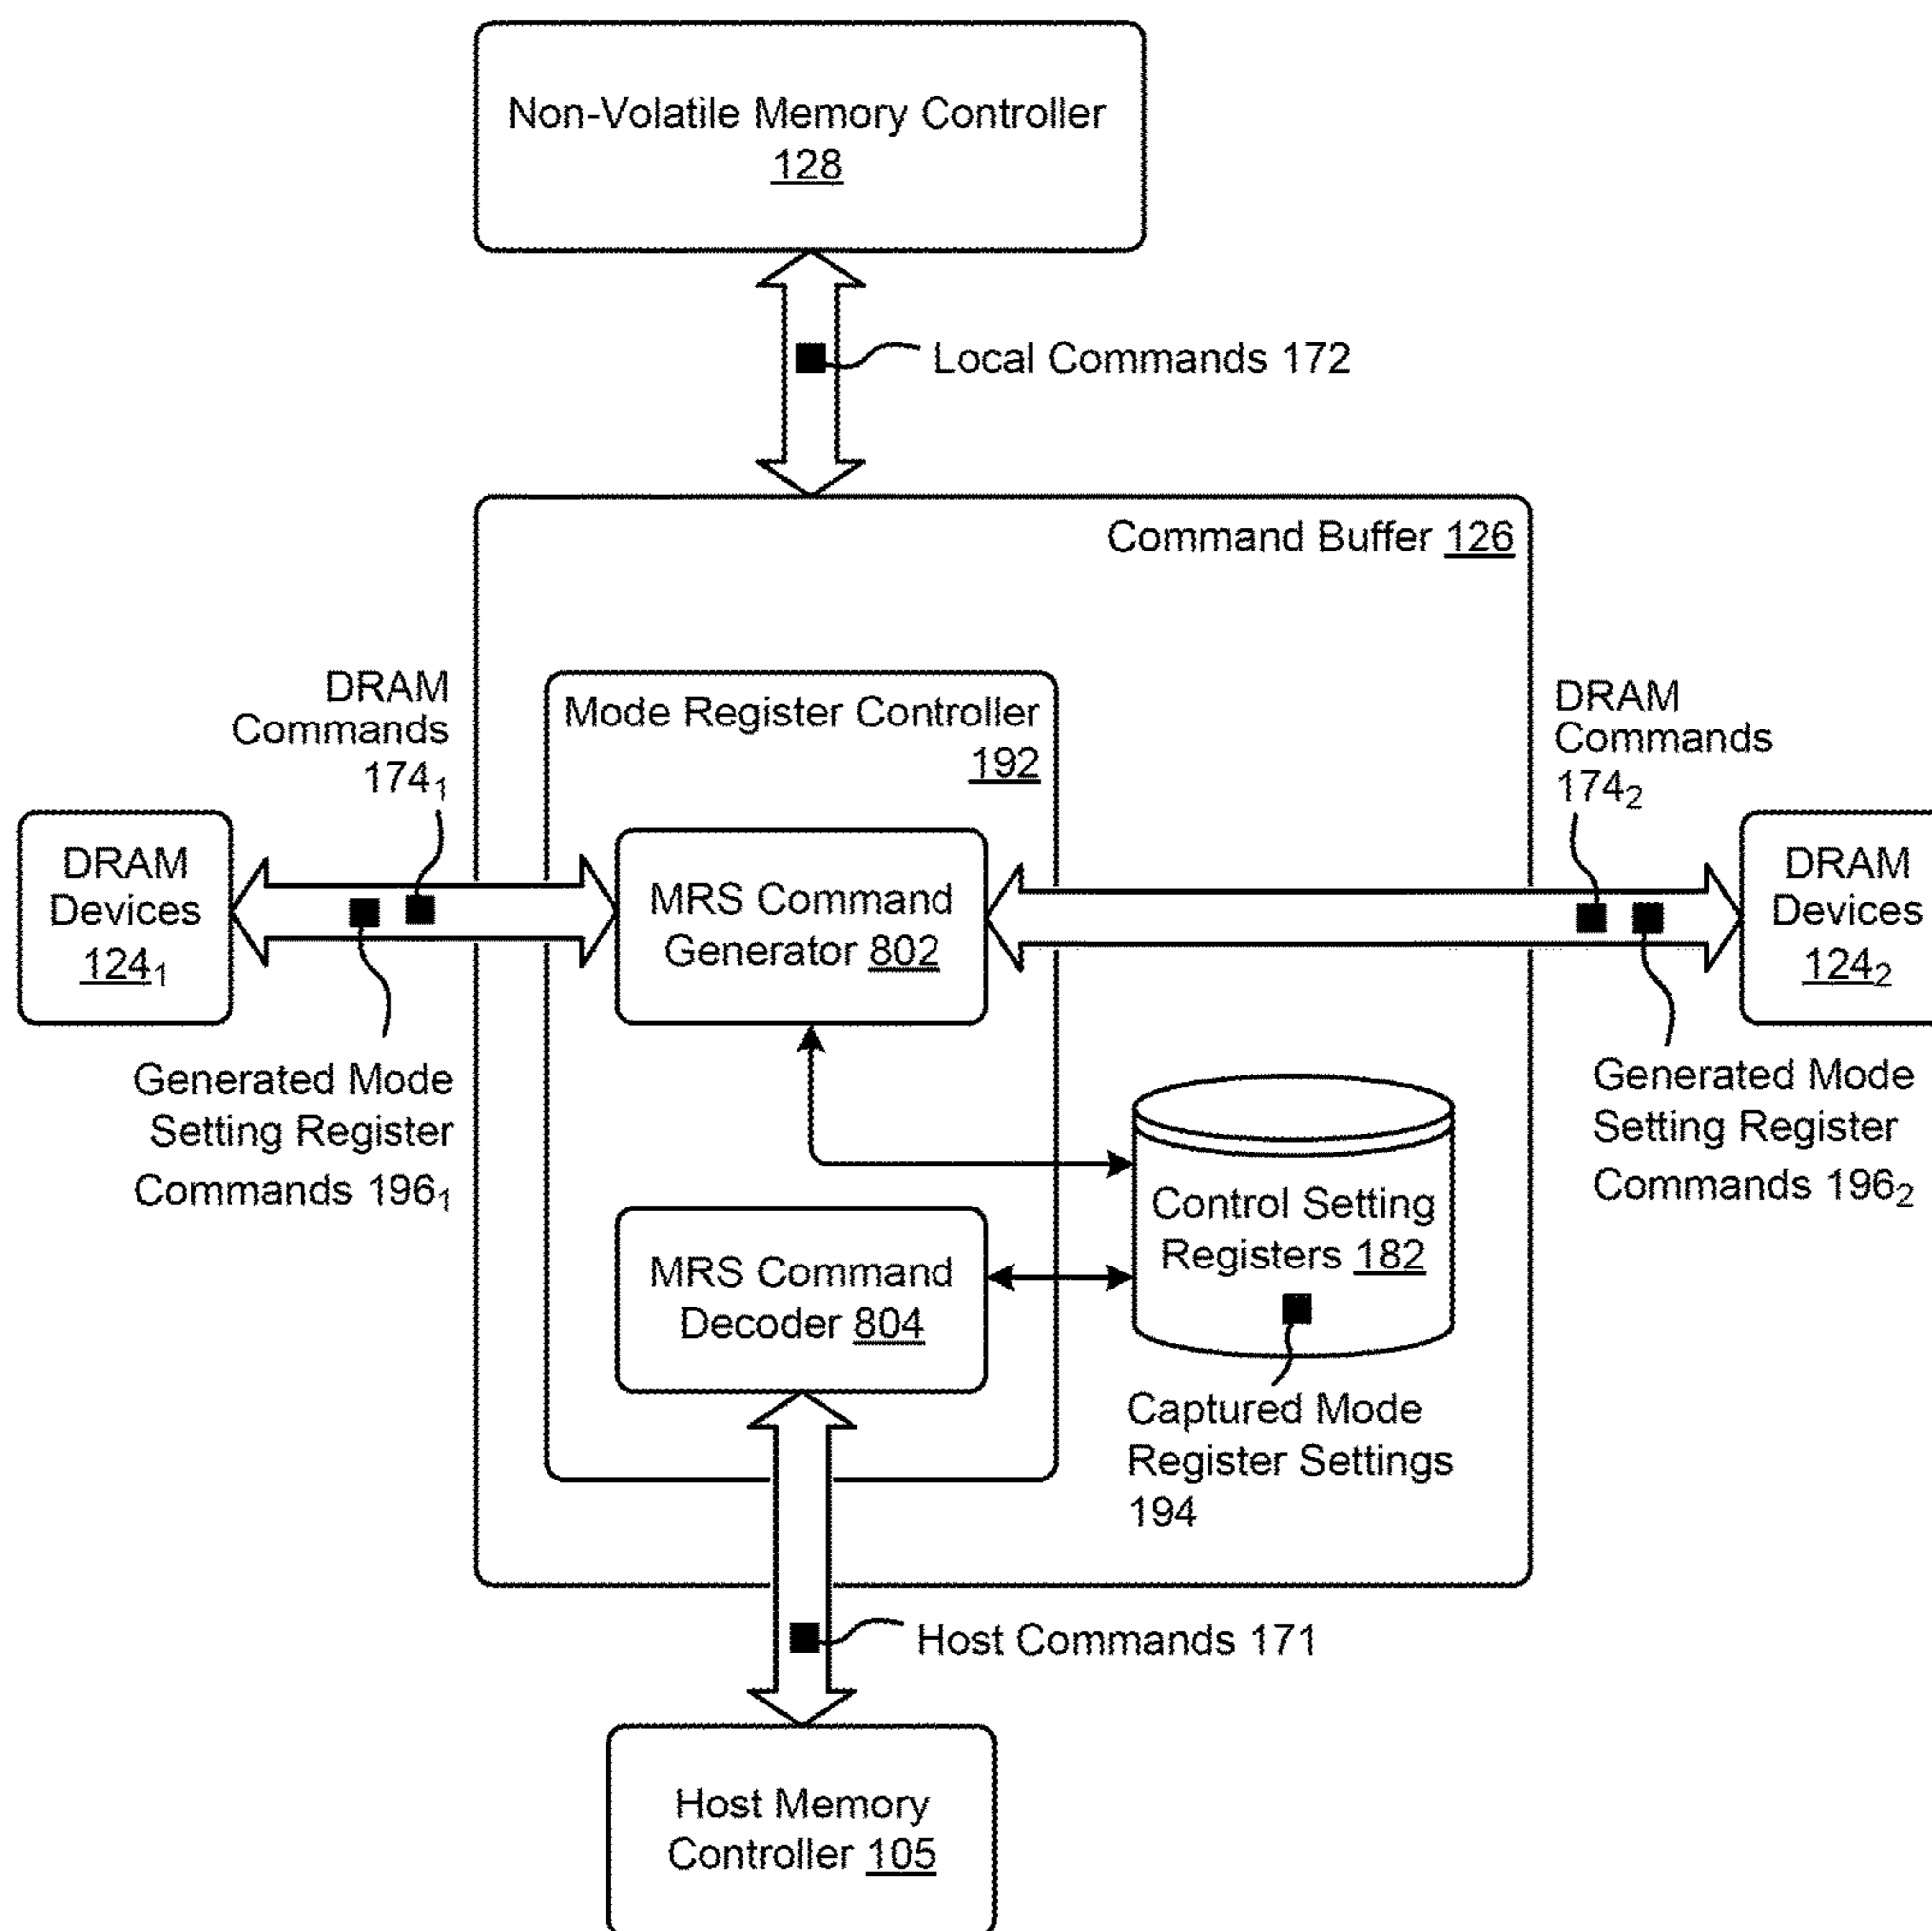 Non-Volatile Memory Controller
128
Local Commands 172
Command Buffer 126
DRAM
Commands
174₁
Mode Register Controller
192
DRAM
Commands
174₂
DRAM
Devices
124₁
MRS Command
Generator 802
DRAM
Devices
124₂
Generated Mode
Setting Register
Commands 196₁
Generated Mode
Setting Register
Commands 196₂
Control Setting
Registers 182
MRS Command
Decoder 804
Captured Mode
Register Settings
194
Host Commands 171
Host Memory
Controller 105